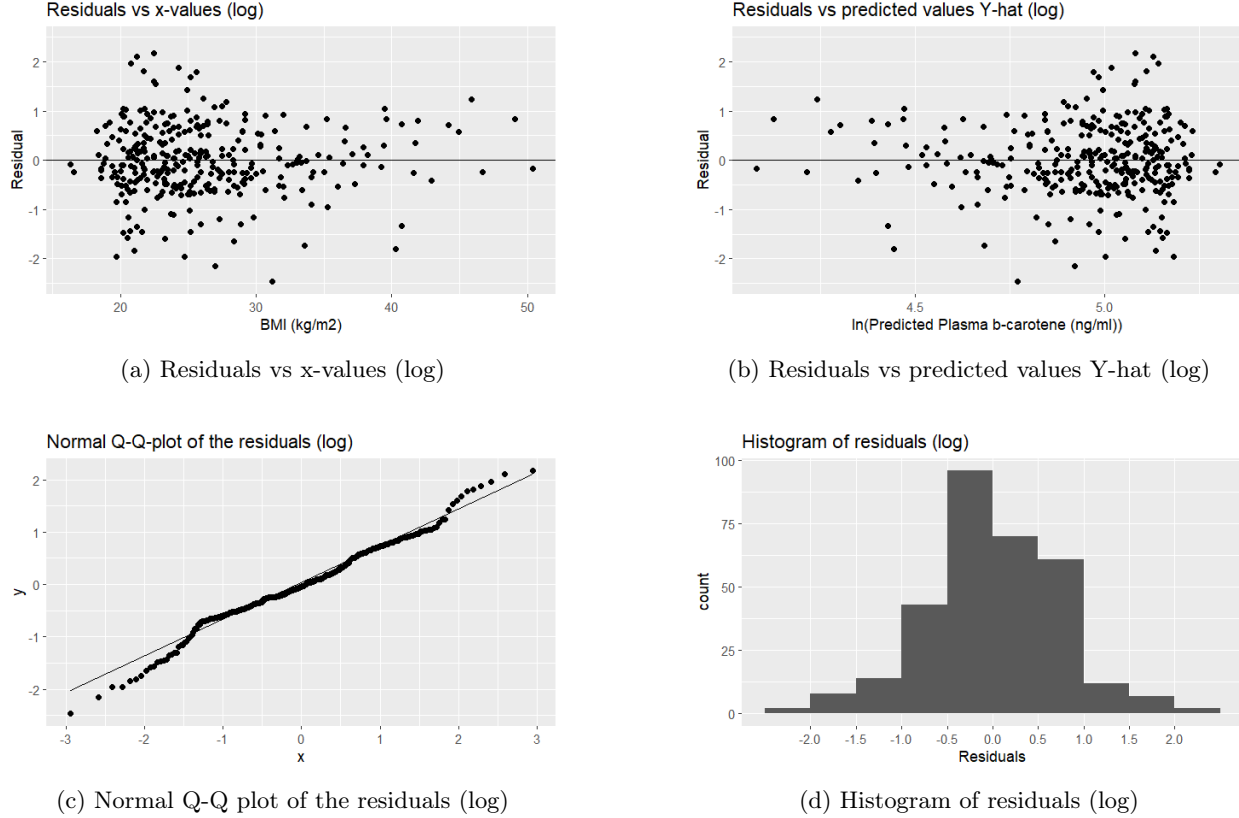 Residuals vs x-values (log)
Residual
2
1
0
-1
-2
20
30
40
50
BMI (kg/m2)
(a) Residuals vs x-values (log)
Residuals vs predicted values Y-hat (log)
Residual
2
1
0
-1
-2
4.5
5.0
ln(Predicted Plasma b-carotene (ng/ml))
(b) Residuals vs predicted values Y-hat (log)
Normal Q-Q-plot of the residuals (log)
y
2
1
0
-1
-2
-3
-2
-1
0
1
2
3
x
(c) Normal Q-Q plot of the residuals (log)
Histogram of residuals (log)
count
100
75
50
25
0
-2.0
-1.5
-1.0
-0.5
0.0
0.5
1.0
1.5
2.0
Residuals
(d) Histogram of residuals (log)